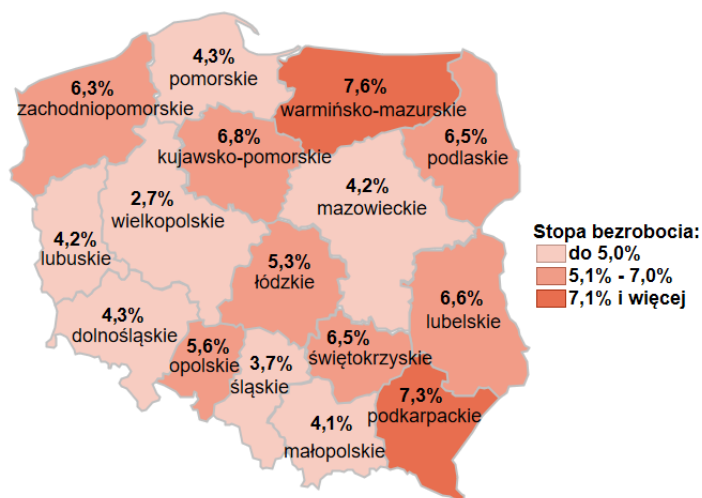 4,3%
pomorskie
7,6%
warmińsko-mazurskie
6,3%
zachodniopomorskie
6,8%
kujawsko-pomorskie
6,5%
podlaskie
2,7%
wielkopolskie
4,2%
mazowieckie
4,2%
lubuskie
5,3%
łódzkie
4,3%
dolnośląskie
6,6%
lubelskie
5,6%
opolskie
3,7%
śląskie
6,5%
świętokrzyskie
4,1%
małopolskie
7,3%
podkarpackie
Stopa bezrobocia:
do 5,0%
5,1% - 7,0%
7,1% i więcej